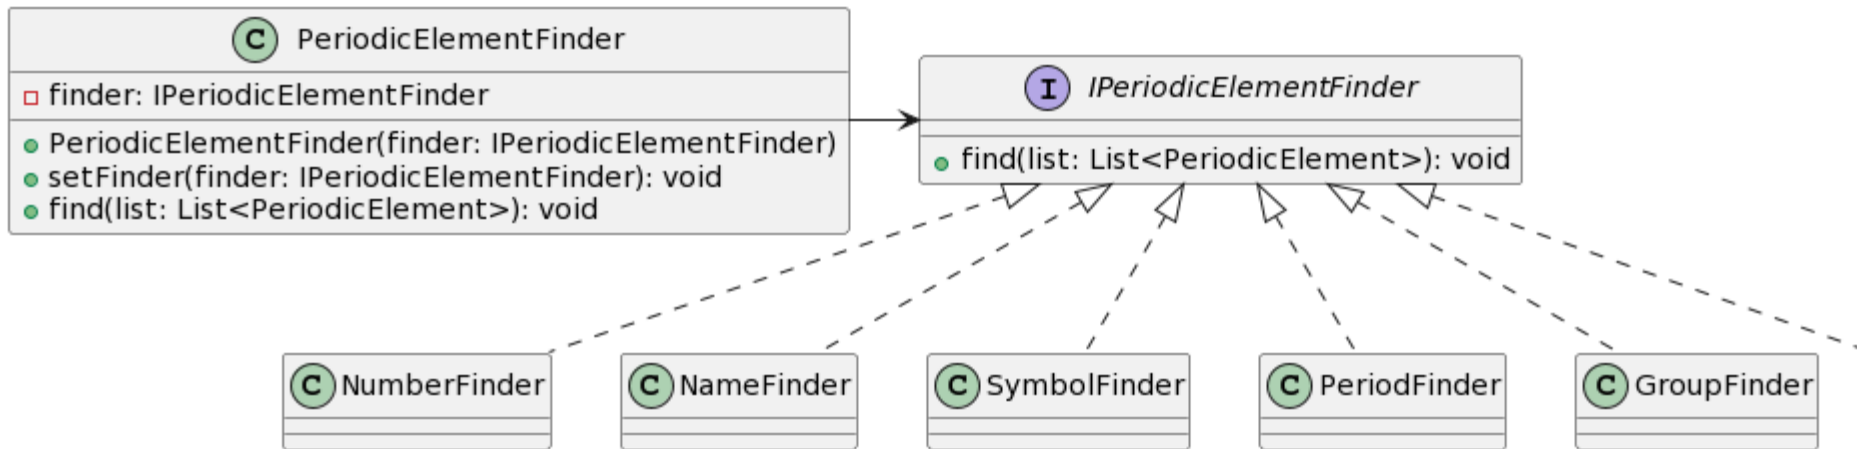 C PeriodicElementFinder
finder: IPeriodicElementFinder
PeriodicElementFinder(finder: IPeriodicElementFinder)
setFinder(finder: IPeriodicElementFinder): void
find(list: List<PeriodicElement>): void
I IPeriodicElementFinder
find(list: List<PeriodicElement>): void
C NumberFinder
C NameFinder
C SymbolFinder
C PeriodFinder
C GroupFinder